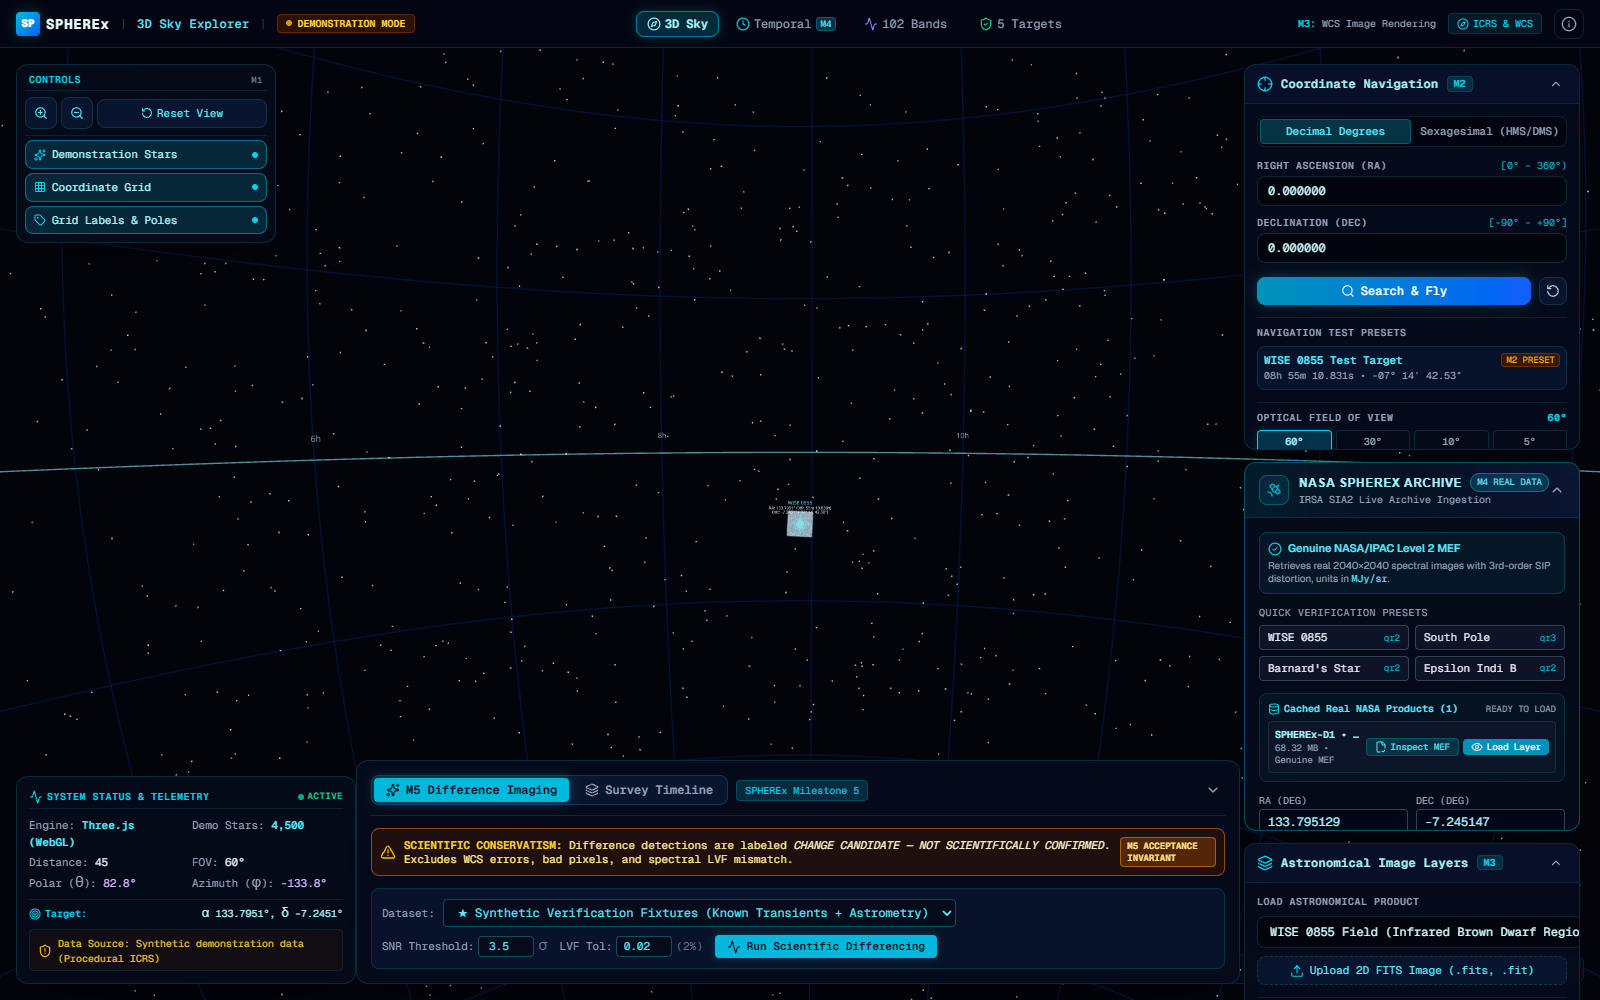 SP SPHEREx | 3D Sky Explorer | DEMONSTRATION MODE
3D Sky
Temporal M4
102 Bands
5 Targets
M3: WCS Image Rendering
ICRS & WCS
CONTROLS M1
Reset View
Demonstration Stars
Coordinate Grid
Grid Labels & Poles
6h
8h
10h
WISE 0855
SYSTEM STATUS & TELEMETRY ACTIVE
Engine: Three.js (WebGL)
Demo Stars: 4,500
Distance: 45
FOV: 60°
Polar (θ): 82.8°
Azimuth (φ): -133.8°
Target: α 133.7951°, δ -7.2451°
Data Source: Synthetic demonstration data
(Procedural ICRS)
M5 Difference Imaging
Survey Timeline
SPHEREx Milestone 5
SCIENTIFIC CONSERVATISM: Difference detections are labeled CHANGE CANDIDATE — NOT SCIENTIFICALLY CONFIRMED.
Excludes WCS errors, bad pixels, and spectral LVF mismatch.
M5 ACCEPTANCE
INVARIANT
Dataset: ★ Synthetic Verification Fixtures (Known Transients + Astrometry)
SNR Threshold: 3.5 σ LVF Tol: 0.02 (2%) Run Scientific Differencing
Coordinate Navigation M2
Decimal Degrees
Sexagesimal (HMS/DMS)
RIGHT ASCENSION (RA) [0° - 360°)
0.000000
DECLINATION (DEC) [-90° - +90°]
0.000000
Search & Fly
NAVIGATION TEST PRESETS
WISE 0855 Test Target M2 PRESET
08h 55m 10.831s • -07° 14' 42.53"
OPTICAL FIELD OF VIEW 60°
60° 30° 10° 5°
NASA SPHEREX ARCHIVE M4 REAL DATA
IRSA SIA2 Live Archive Ingestion
Genuine NASA/IPAC Level 2 MEF
Retrieves real 2040×2040 spectral images with 3rd-order SIP
distortion, units in MJy/sr.
QUICK VERIFICATION PRESETS
WISE 0855 qr2
South Pole qr3
Barnard's Star qr2
Epsilon Indi B qr2
Cached Real NASA Products (1) READY TO LOAD
SPHEREx-D1 • …
68.32 MB •
Genuine MEF
Inspect MEF
Load Layer
RA (DEG) DEC (DEG)
133.795129 -7.245147
Astronomical Image Layers M3
LOAD ASTRONOMICAL PRODUCT
WISE 0855 Field (Infrared Brown Dwarf Regio
Upload 2D FITS Image (.fits, .fit)